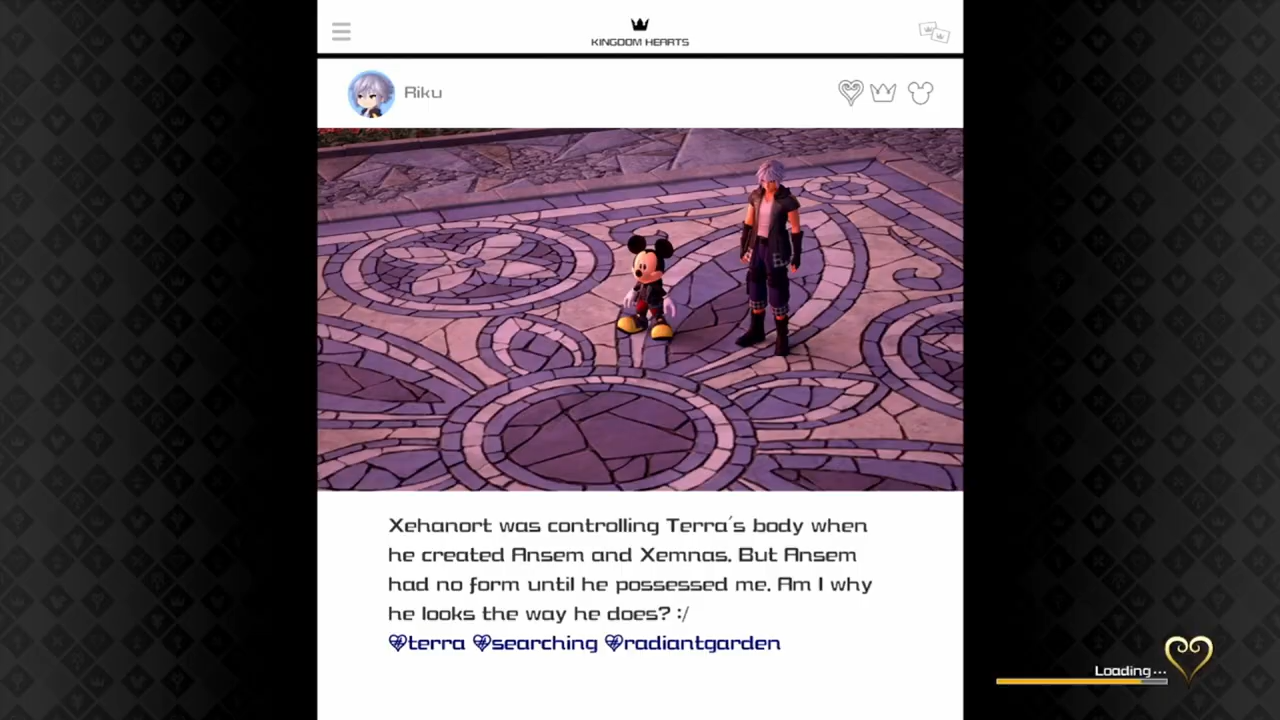 KINGDOM HEARTS
Riku
Xehanort was controlling Terra's body when
he created Ansem and Xemnas. But Ansem
had no form until he possessed me. Am I why
he looks the way he does? :/
#terra #searching #radiantgarden
Loading...